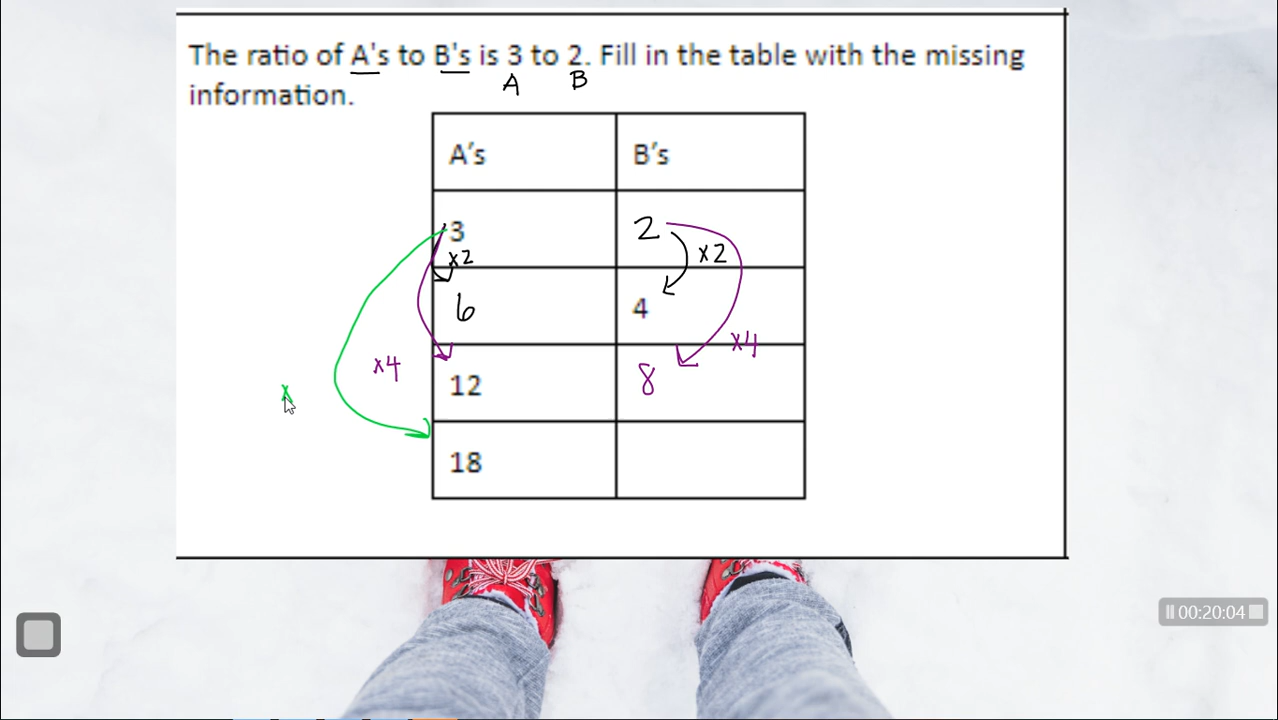 The ratio of A's to B's is 3 to 2. Fill in the table with the missing
A B
information.
A's B's
3 2
x2 x2
6 4
x4 x4
12 8
x
18
00:20:04